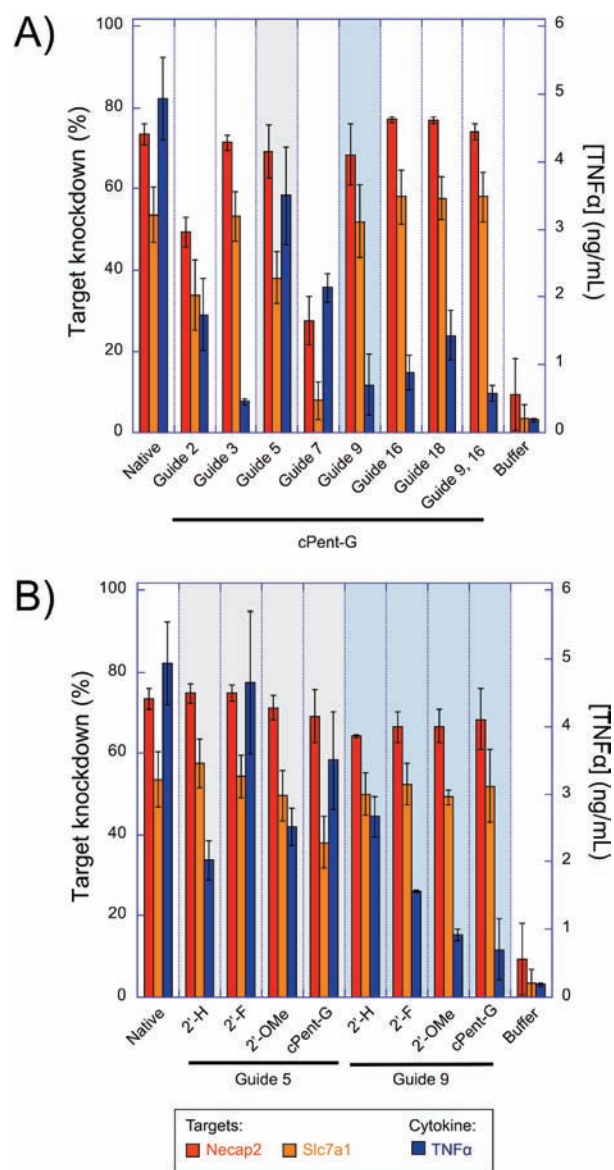 A)
100
80
60
40
20
0
Target knockdown (%)
6
5
4
3
2
1
0
[TNFα] (ng/mL)
Native
Guide 2
Guide 3
Guide 5
Guide 7
Guide 9
Guide 16
Guide 18
Guide 9, 16
Buffer
cPent-G
B)
100
80
60
40
20
0
Target knockdown (%)
6
5
4
3
2
1
0
[TNFα] (ng/mL)
Native
2'-H
2'-F
2'-OMe
cPent-G
2'-H
2'-F
2'-OMe
cPent-G
Buffer
Guide 5
Guide 9
Targets: Cytokine:
Necap2 Slc7a1 TNFα